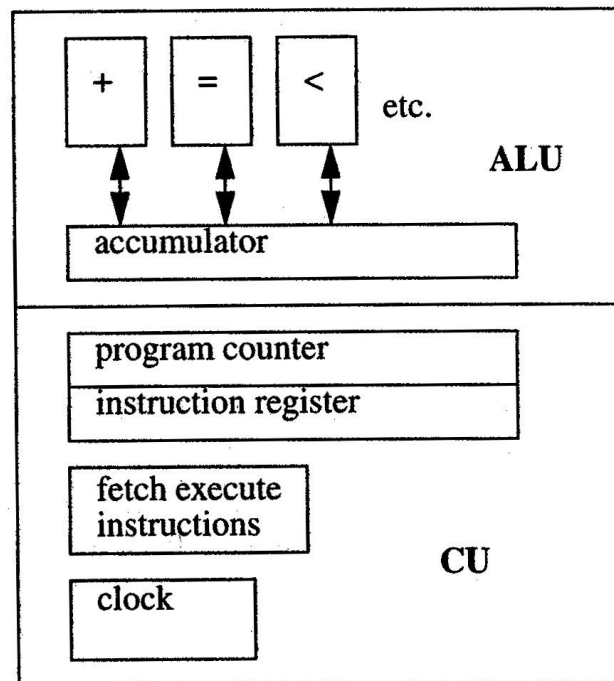 + = < etc.
ALU
accumulator
program counter
instruction register
fetch execute
instructions
CU
clock